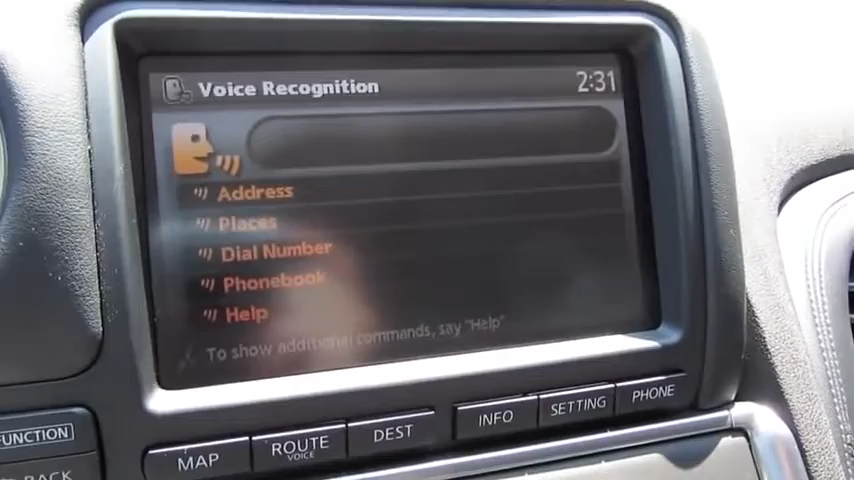 Voice Recognition 2:31
Address
Places
Dial Number
Phonebook
Help
To show additional commands, say "Help"
FUNCTION
BACK
MAP
ROUTE
VOICE
DEST
INFO
SETTING
PHONE